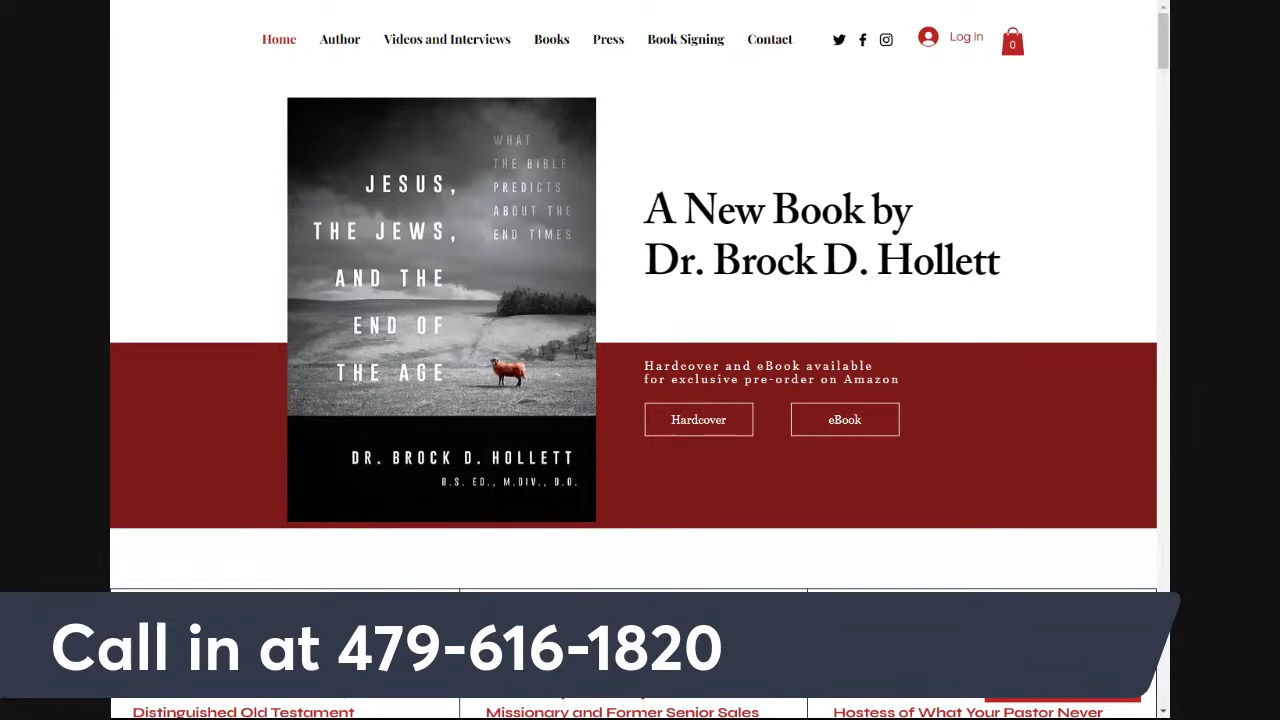 Home Author Videos and Interviews Books Press Book Signing Contact Log In
0
WHAT
THE BIBLE
PREDICTS
ABOUT THE
END TIMES
JESUS,
THE JEWS,
AND THE
END OF
THE AGE
DR. BROCK D. HOLLETT
B.S. ED., M.DIV., D.O.
A New Book by
Dr. Brock D. Hollett
Hardcover and eBook available
for exclusive pre-order on Amazon
Hardcover eBook
Call in at 479-616-1820
Distinguished Old Testament
Missionary and Former Senior Sales
Hostess of What Your Pastor Never